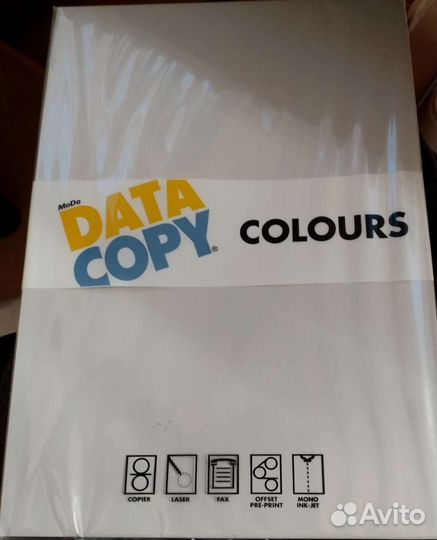 MoDo
DATA
COPY®
COLOURS
COPIER
LASER
FAX
OFFSET
PRE-PRINT
MONO
INK-JET
Avito